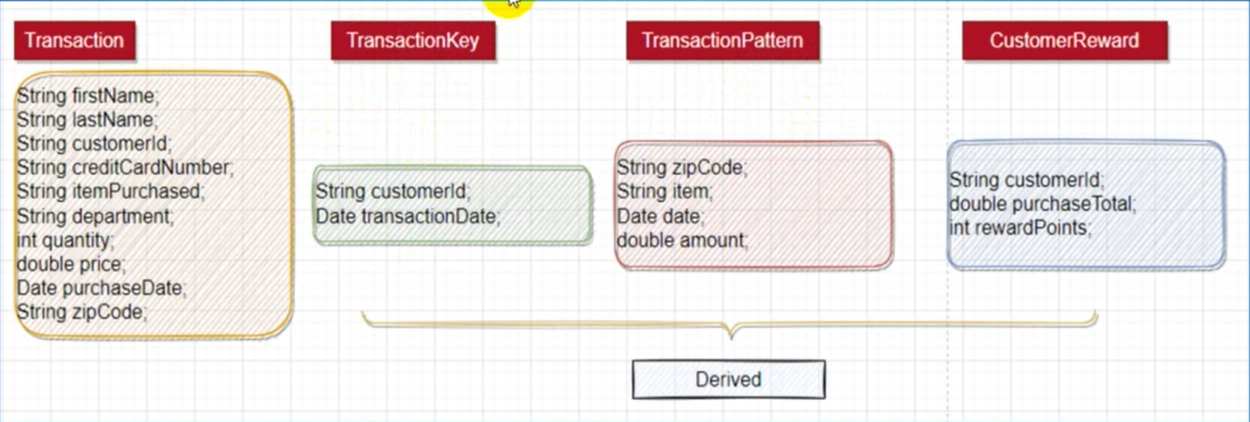 Transaction
String firstName;
String lastName;
String customerId;
String creditCardNumber;
String itemPurchased;
String department;
int quantity;
double price;
Date purchaseDate;
String zipCode;
TransactionKey
String customerId;
Date transactionDate;
TransactionPattern
String zipCode;
String item;
Date date;
double amount;
CustomerReward
String customerId;
double purchaseTotal;
int rewardPoints;
Derived